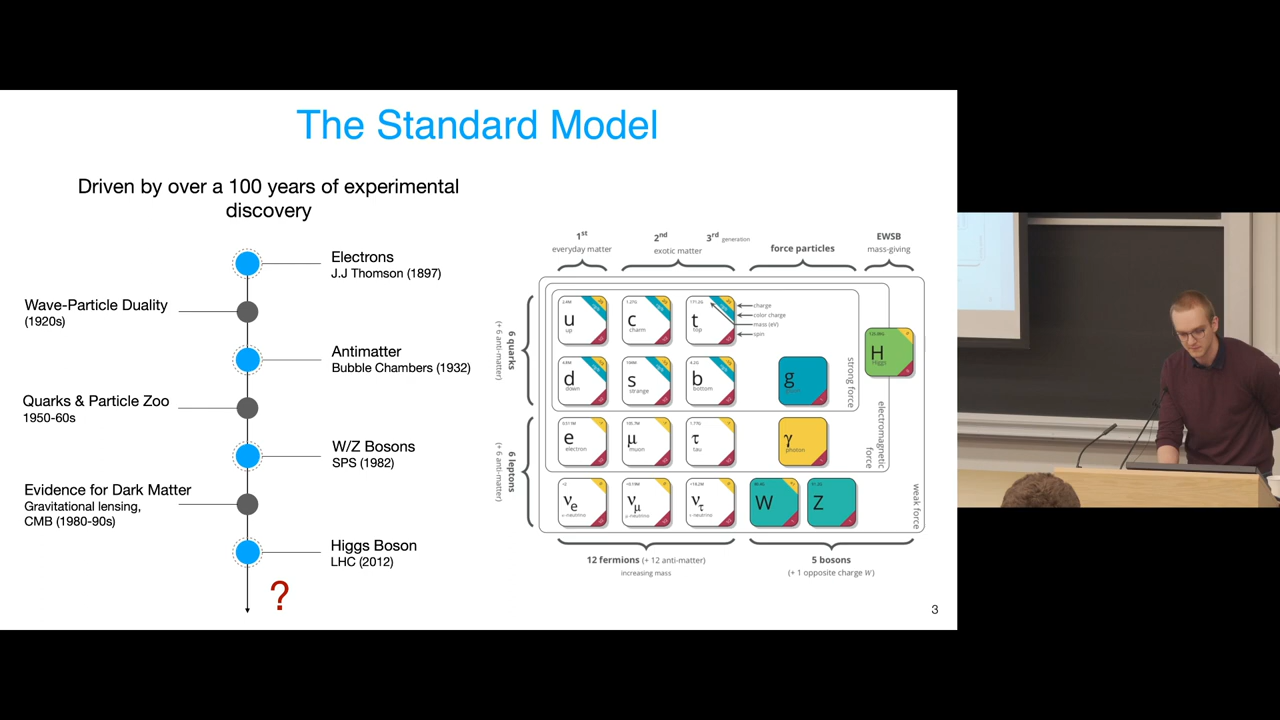 The Standard Model
Driven by over a 100 years of experimental
discovery
Electrons
J.J Thomson (1897)
Wave-Particle Duality
(1920s)
Antimatter
Bubble Chambers (1932)
Quarks & Particle Zoo
1950-60s
W/Z Bosons
SPS (1982)
Evidence for Dark Matter
Gravitational lensing,
CMB (1980-90s)
Higgs Boson
LHC (2012)
?
1st
everyday matter
2nd
exotic matter
3rd generation
force particles
EWSB
mass-giving
6 quarks
(+ 6 anti-matter)
6 leptons
(+ 6 anti-matter)
u
up
c
charm
t
top
charge
color charge
mass (eV)
spin
d
down
s
strange
b
bottom
g
strong force
H
Higgs
e
electron
μ
muon
τ
tau
γ
photon
electromagnetic
force
νe
νμ
ντ
W
Z
weak force
12 fermions (+ 12 anti-matter)
increasing mass
5 bosons
(+ 1 opposite charge W)
3